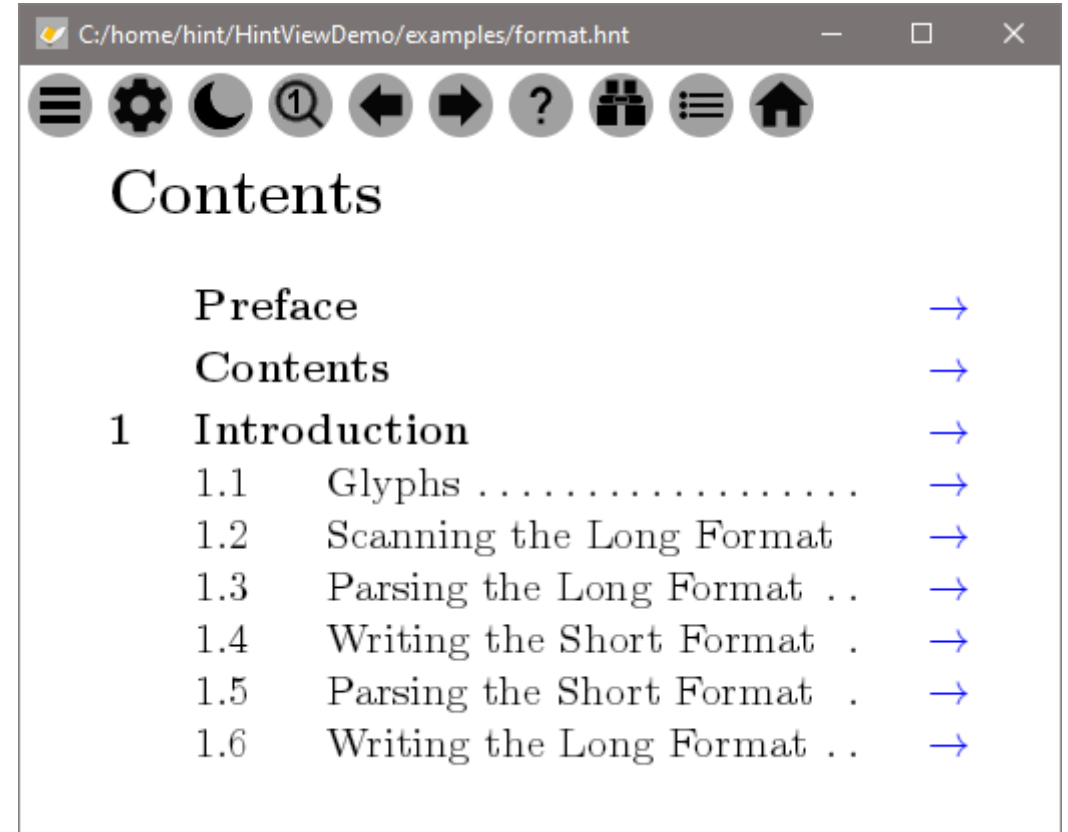 C:/home/hint/HintViewDemo/examples/format.hnt
1
?
Contents
Preface →
Contents →
1 Introduction →
1.1 Glyphs . . . . . . . . . . . . . . . . . . →
1.2 Scanning the Long Format →
1.3 Parsing the Long Format . . →
1.4 Writing the Short Format . →
1.5 Parsing the Short Format . →
1.6 Writing the Long Format . . →